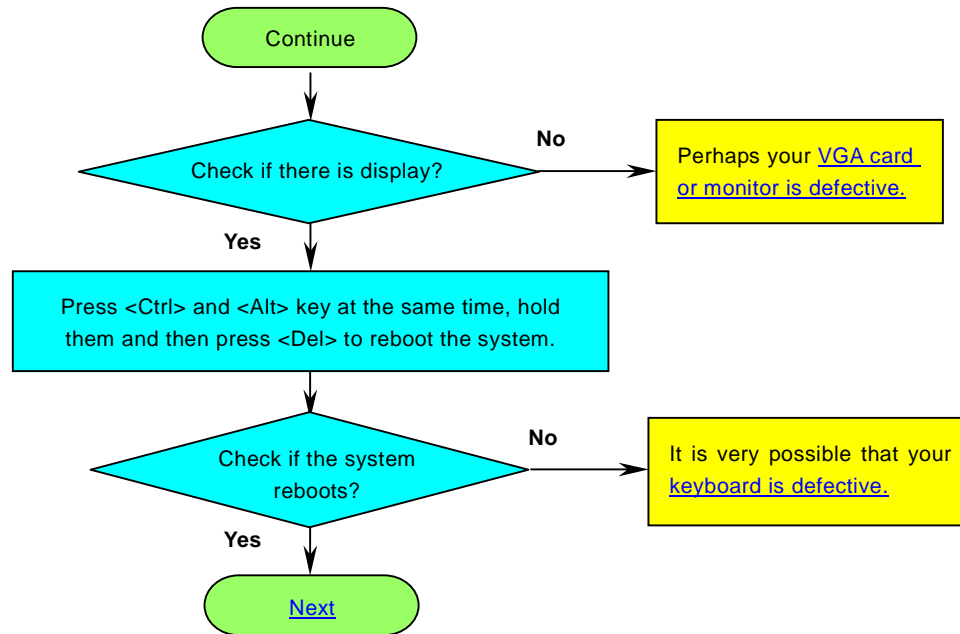 Continue
Check if there is display?
No
Perhaps your VGA card
or monitor is defective.
Yes
Press <Ctrl> and <Alt> key at the same time, hold
them and then press <Del> to reboot the system.
Check if the system
reboots?
No
It is very possible that your
keyboard is defective.
Yes
Next